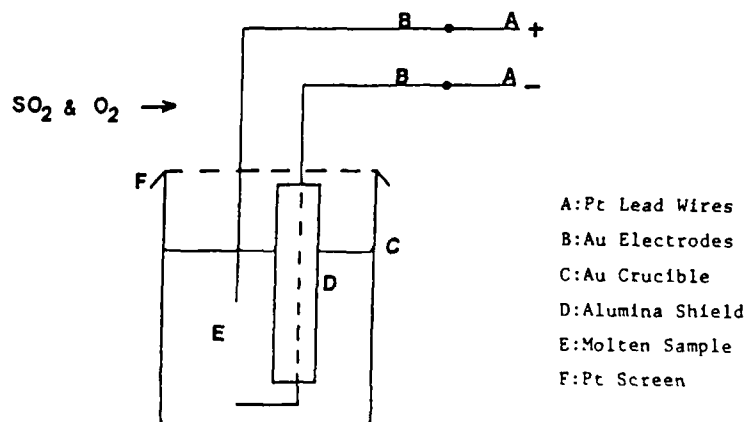 B A +
B A -
SO2 & O2 →
F
C
D
E
A:Pt Lead Wires
B:Au Electrodes
C:Au Crucible
D:Alumina Shield
E:Molten Sample
F:Pt Screen